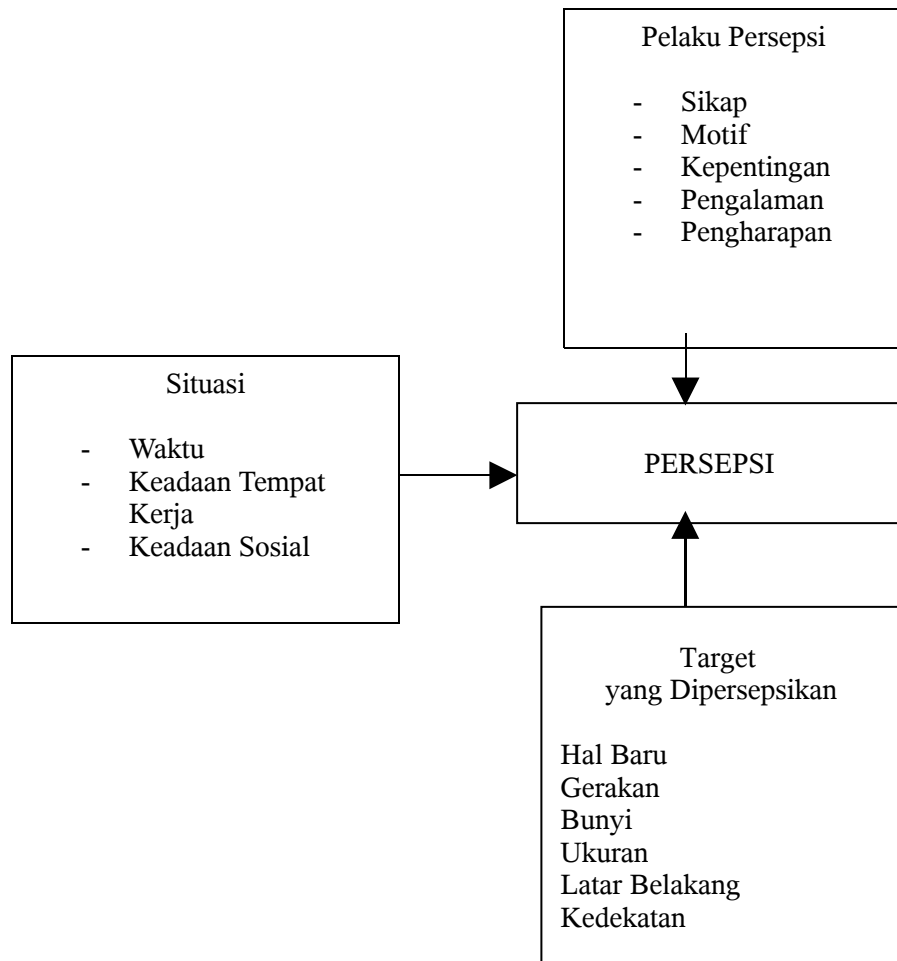 Pelaku Persepsi
- Sikap
- Motif
- Kepentingan
- Pengalaman
- Pengharapan
Situasi
- Waktu
- Keadaan Tempat
Kerja
- Keadaan Sosial
PERSEPSI
Target
yang Dipersepsikan
Hal Baru
Gerakan
Bunyi
Ukuran
Latar Belakang
Kedekatan